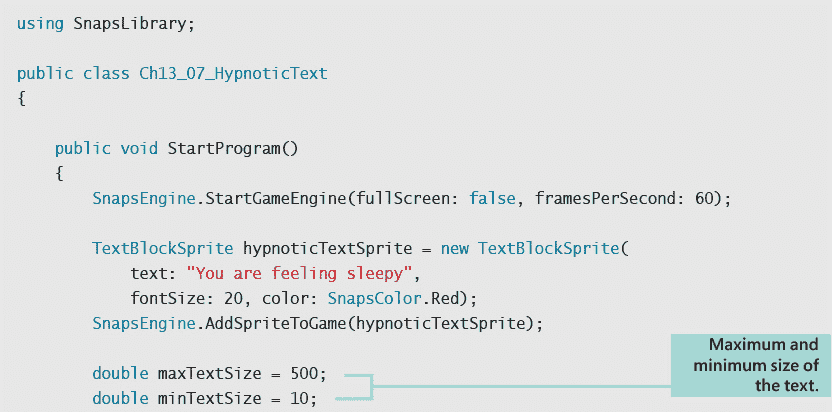 using SnapsLibrary;
public class Ch13_07_HypnoticText
{
public void StartProgram()
{
SnapsEngine.StartGameEngine(fullScreen: false, framesPerSecond: 60);
TextBlockSprite hypnoticTextSprite = new TextBlockSprite(
text: "You are feeling sleepy",
fontSize: 20, color: SnapsColor.Red);
SnapsEngine.AddSpriteToGame(hypnoticTextSprite);
double maxTextSize = 500;
double minTextSize = 10;
Maximum and
minimum size of
the text.